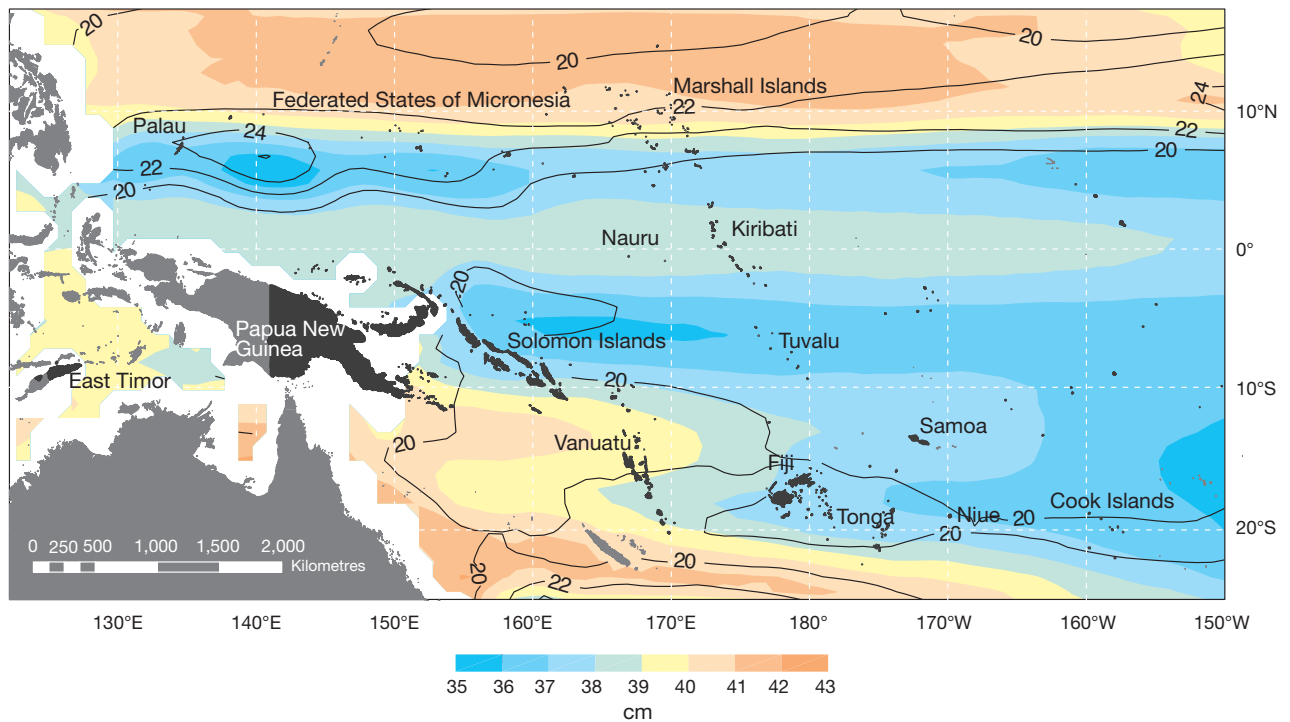 20
20
20
Marshall Islands
Federated States of Micronesia
22
24
10°N
Palau
24
22
20
22
20
Kiribati
Nauru
0°
20
Papua New
Guinea
Solomon Islands
Tuvalu
East Timor
20
10°S
20
Samoa
Vanuatu
Fiji
Cook Islands
Tonga
Niue
20
20
20°S
0 250 500 1,000 1,500 2,000
Kilometres
20
20
22
130°E 140°E 150°E 160°E 170°E 180° 170°W 160°W 150°W
35 36 37 38 39 40 41 42 43
cm